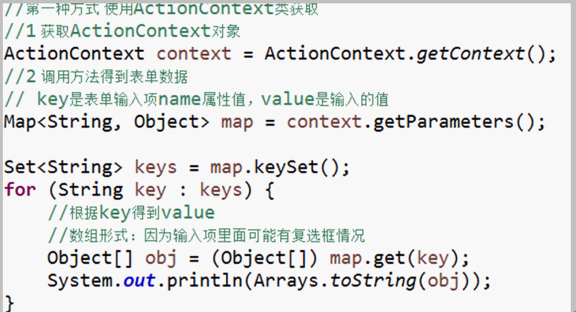 //第一种方式 使用ActionContext类获取
//1 获取ActionContext对象
ActionContext context = ActionContext.getContext();
//2 调用方法得到表单数据
// key是表单输入项name属性值，value是输入的值
Map<String, Object> map = context.getParameters();
Set<String> keys = map.keySet();
for (String key : keys) {
//根据key得到value
//数组形式：因为输入项里面可能有复选框情况
Object[] obj = (Object[]) map.get(key);
System.out.println(Arrays.toString(obj));
}